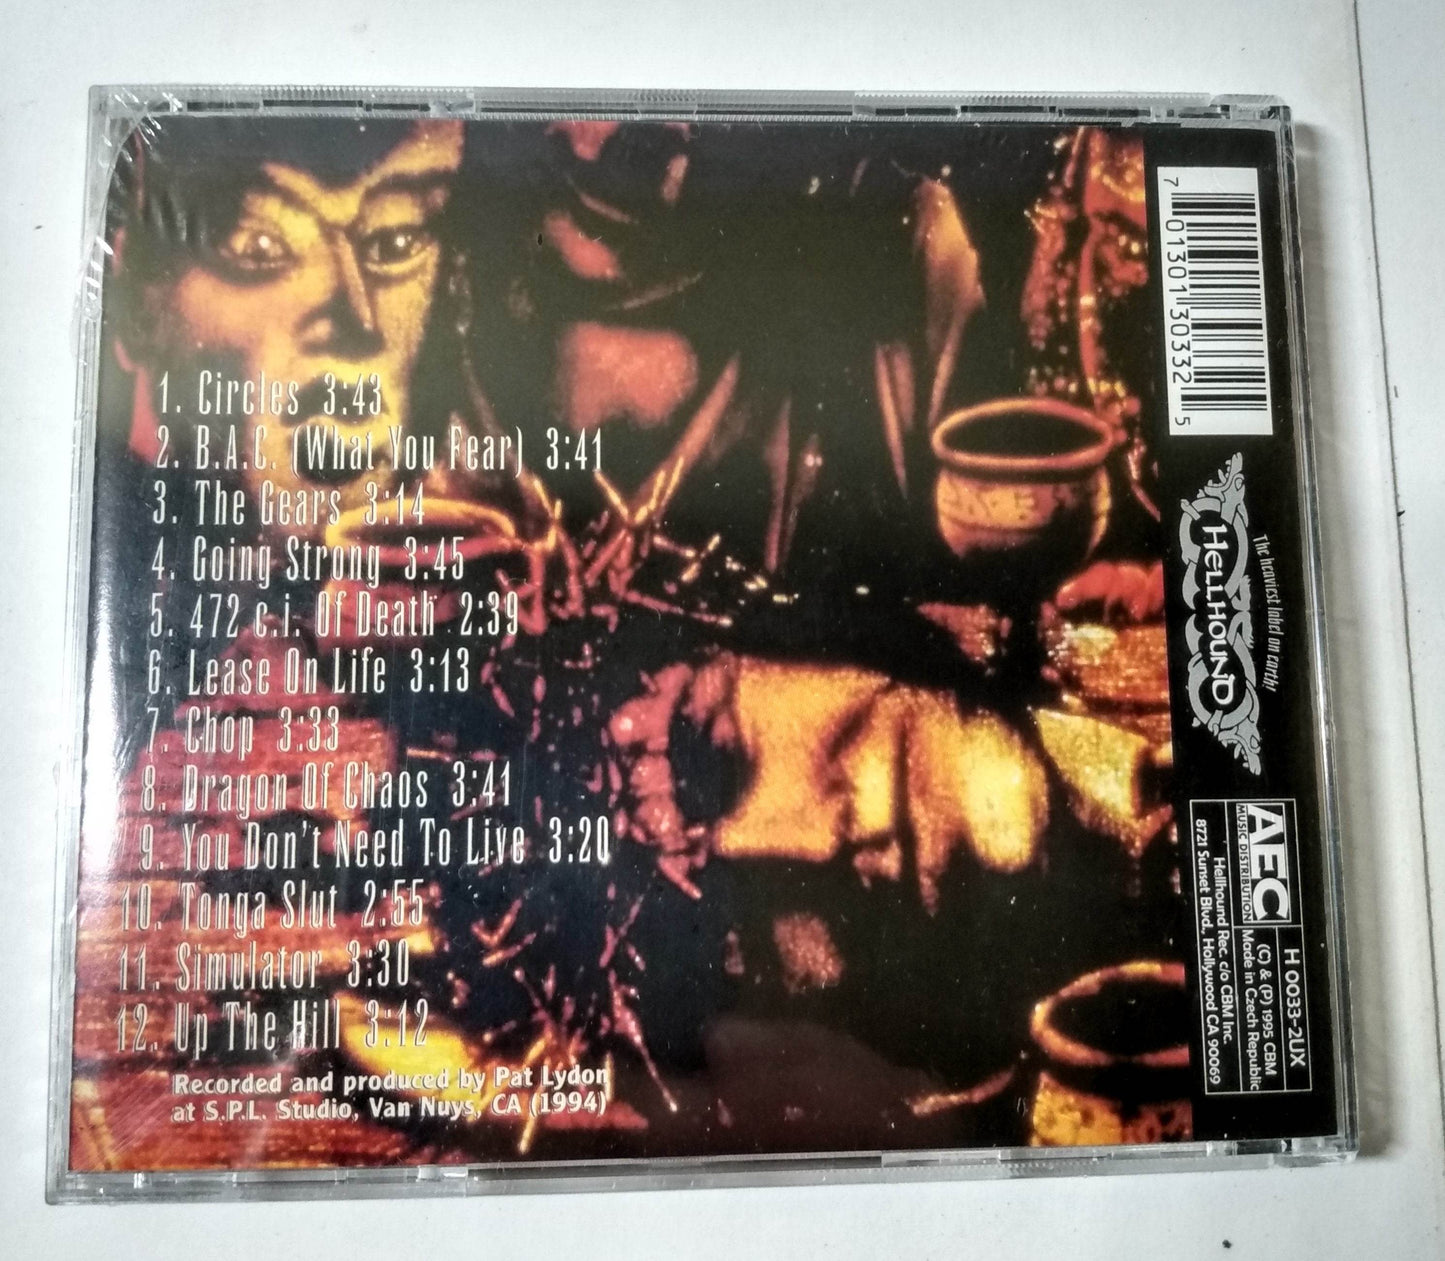 1. Circles 3:43
2. B.A.C. (What You Fear) 3:41
3. The Gears 3:14
4. Going Strong 3:45
5. 472 c.i. Of Death 2:39
6. Lease On Life 3:13
7. Chop 3:33
8. Dragon Of Chaos 3:41
9. You Don't Need To Live 3:20
10. Tonga Slut 2:55
11. Simulator 3:30
12. Up The Hill 3:12
Recorded and produced by Pat Lydon
at S.P.L. Studio, Van Nuys, CA (1994)
7 01301 30332 5
The heaviest label on earth!
HELLHOUND
AEC
MUSIC DISTRIBUTION
H 0033-2UX
(C) & (P) 1995 CBM
Made in Czech Republic
Hellhound Rec. c/o CBM Inc.
8721 Sunset Blvd., Hollywood CA 90069